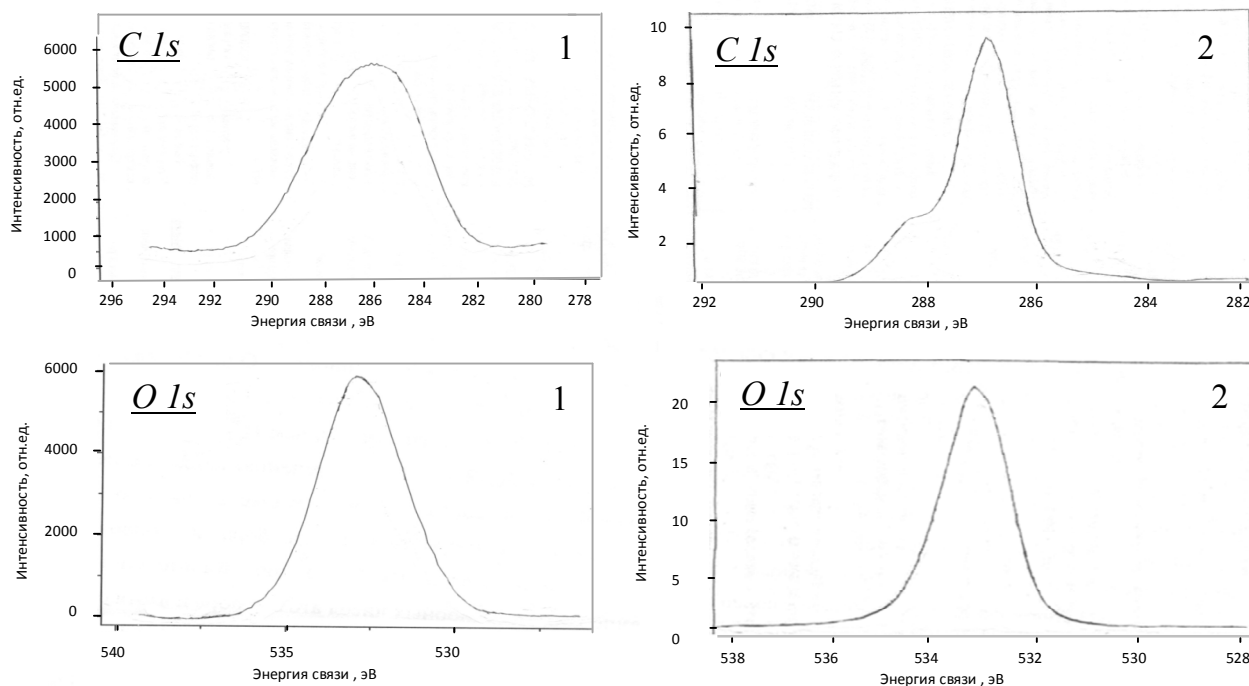 C 1s
1
Интенсивность, отн.ед.
6000
5000
4000
3000
2000
1000
0
296 294 292 290 288 286 284 282 280 278
Энергия связи , эВ
C 1s
2
Интенсивность, отн.ед.
10
8
6
4
2
292 290 288 286 284 282
Энергия связи , эВ
O 1s
1
Интенсивность, отн.ед.
6000
4000
2000
0
540 535 530
Энергия связи , эВ
O 1s
2
Интенсивность, отн.ед.
20
15
10
5
0
538 536 534 532 530 528
Энергия связи , эВ